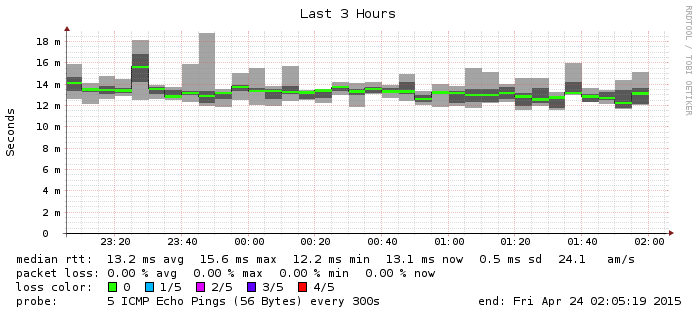 Last 3 Hours
RRDTOOL / TOBI OETIKER
Seconds
18 m
16 m
14 m
12 m
10 m
8 m
6 m
4 m
2 m
0
23:20 23:40 00:00 00:20 00:40 01:00 01:20 01:40 02:00
median rtt: 13.2 ms avg 15.6 ms max 12.2 ms min 13.1 ms now 0.5 ms sd 24.1 am/s
packet loss: 0.00 % avg 0.00 % max 0.00 % min 0.00 % now
loss color: 0 1/5 2/5 3/5 4/5
probe: 5 ICMP Echo Pings (56 Bytes) every 300s end: Fri Apr 24 02:05:19 2015